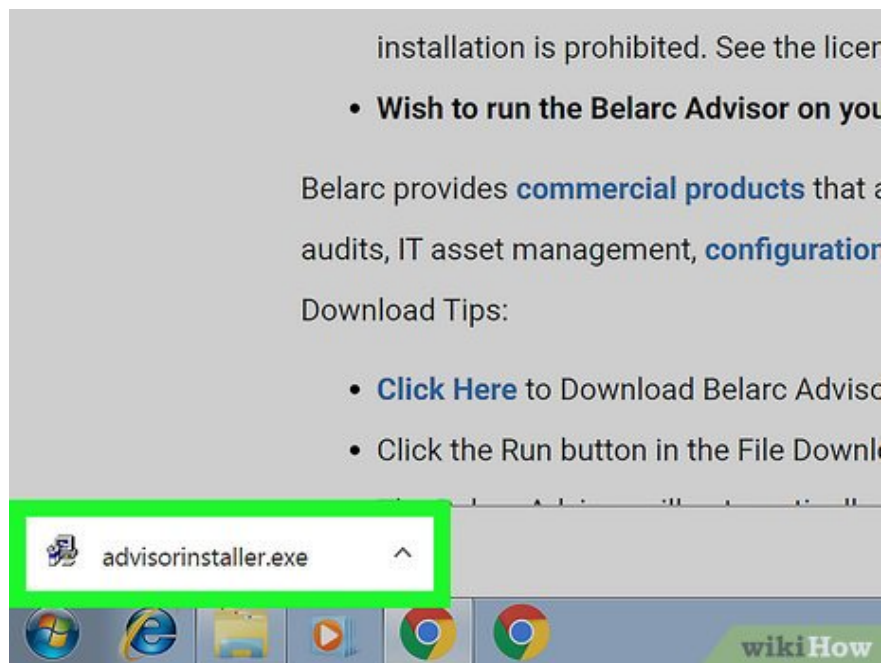 installation is prohibited. See the licen
• Wish to run the Belarc Advisor on you
Belarc provides commercial products that a
audits, IT asset management, configuration
Download Tips:
• Click Here to Download Belarc Adviso
• Click the Run button in the File Downl
advisorinstaller.exe
wikiHow